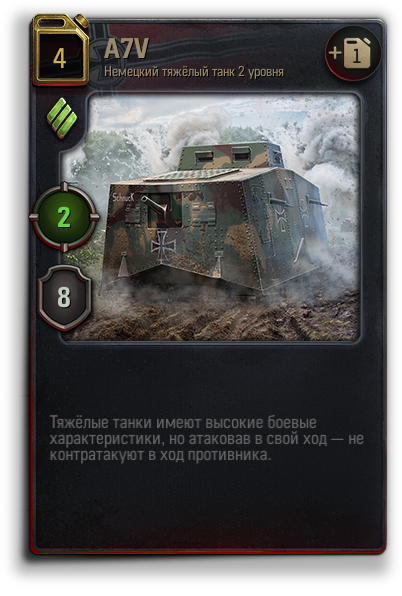 4
A7V
Немецкий тяжёлый танк 2 уровня
+1
Schnuck
2
8
Тяжёлые танки имеют высокие боевые
характеристики, но атаковав в свой ход — не
контратакуют в ход противника.